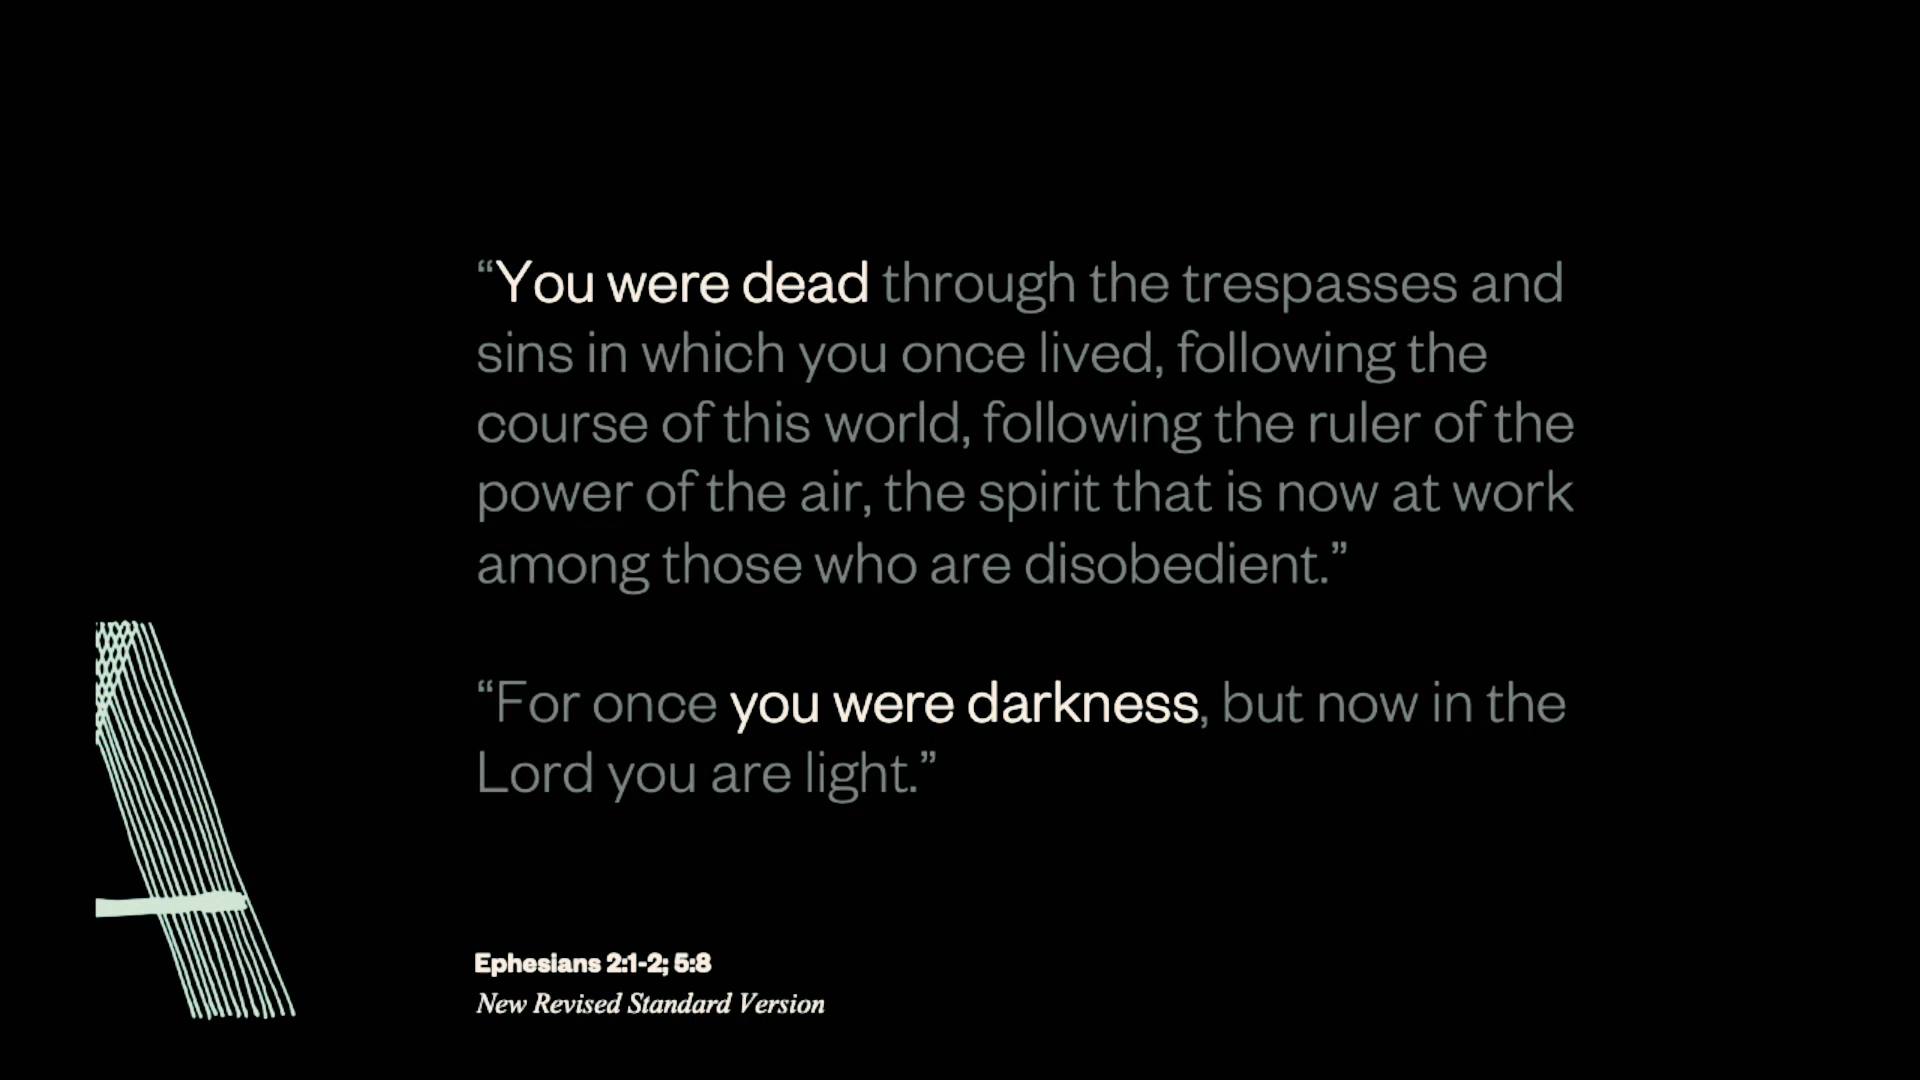 “You were dead through the trespasses and
sins in which you once lived, following the
course of this world, following the ruler of the
power of the air, the spirit that is now at work
among those who are disobedient.”
“For once you were darkness, but now in the
Lord you are light.”
Ephesians 2:1-2; 5:8
New Revised Standard Version